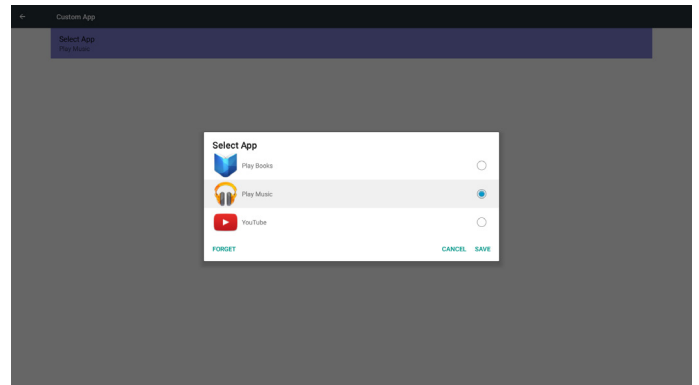 Custom App
Select App
Play Music
Select App
Play Books
Play Music
YouTube
FORGET CANCEL SAVE